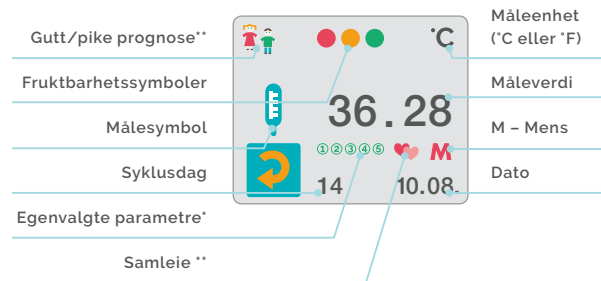 Gutt/pike prognose**
Fruktbarhetssymboler
Målesymbol
Syklusdag
Egenvalgte parametre*
Samleie **
°C
36.28
①②③④⑤
M
14
10.08.
Måleenhet
(°C eller °F)
Måleverdi
M – Mens
Dato